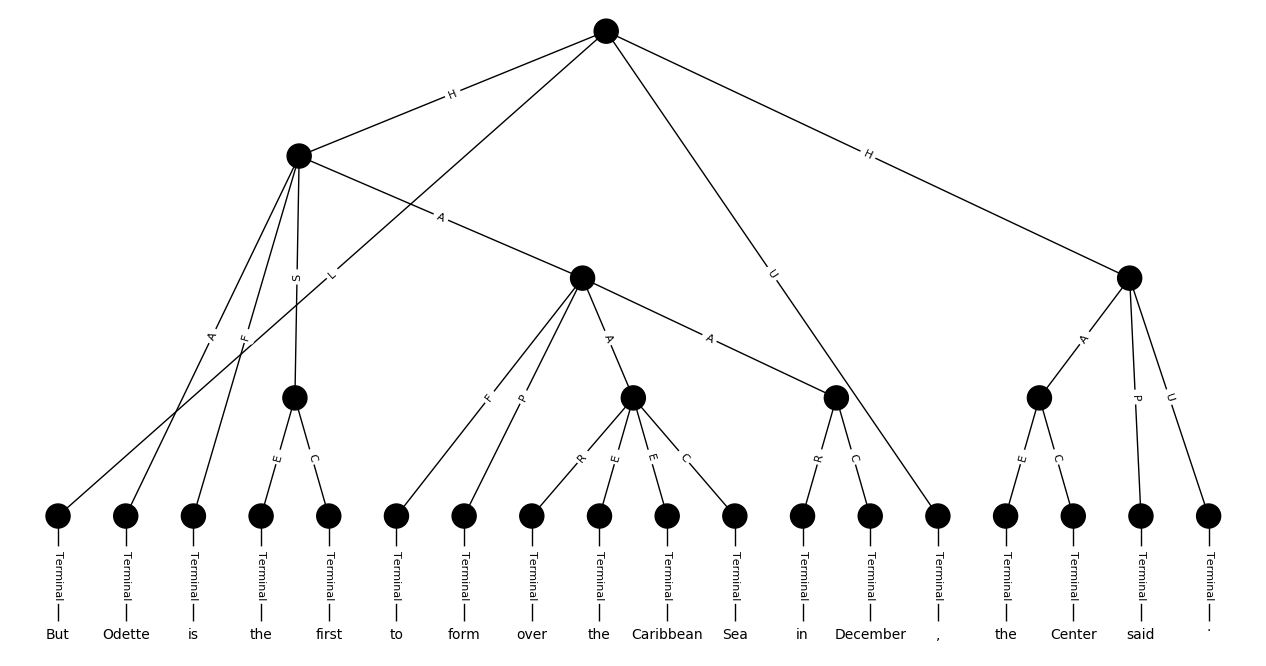 H
H
A
L
U
S
A
F
A
A
A
F
P
P
U
E
C
R
E
E
C
R
C
E
C
Terminal Terminal Terminal Terminal Terminal Terminal Terminal Terminal Terminal Terminal Terminal Terminal Terminal Terminal Terminal Terminal Terminal Terminal
But Odette is the first to form over the Caribbean Sea in December , the Center said .